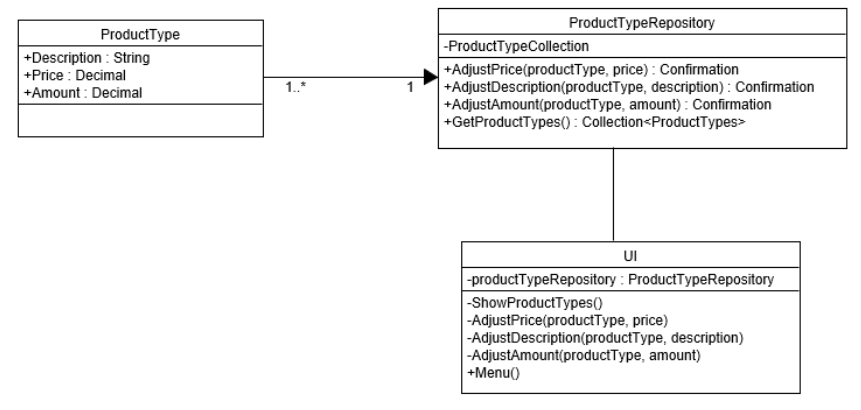 ProductType
+Description : String
+Price : Decimal
+Amount : Decimal
1..*
1
ProductTypeRepository
-ProductTypeCollection
+AdjustPrice(productType, price) : Confirmation
+AdjustDescription(productType, description) : Confirmation
+AdjustAmount(productType, amount) : Confirmation
+GetProductTypes() : Collection<ProductTypes>
UI
-productTypeRepository : ProductTypeRepository
-ShowProductTypes()
-AdjustPrice(productType, price)
-AdjustDescription(productType, description)
-AdjustAmount(productType, amount)
+Menu()